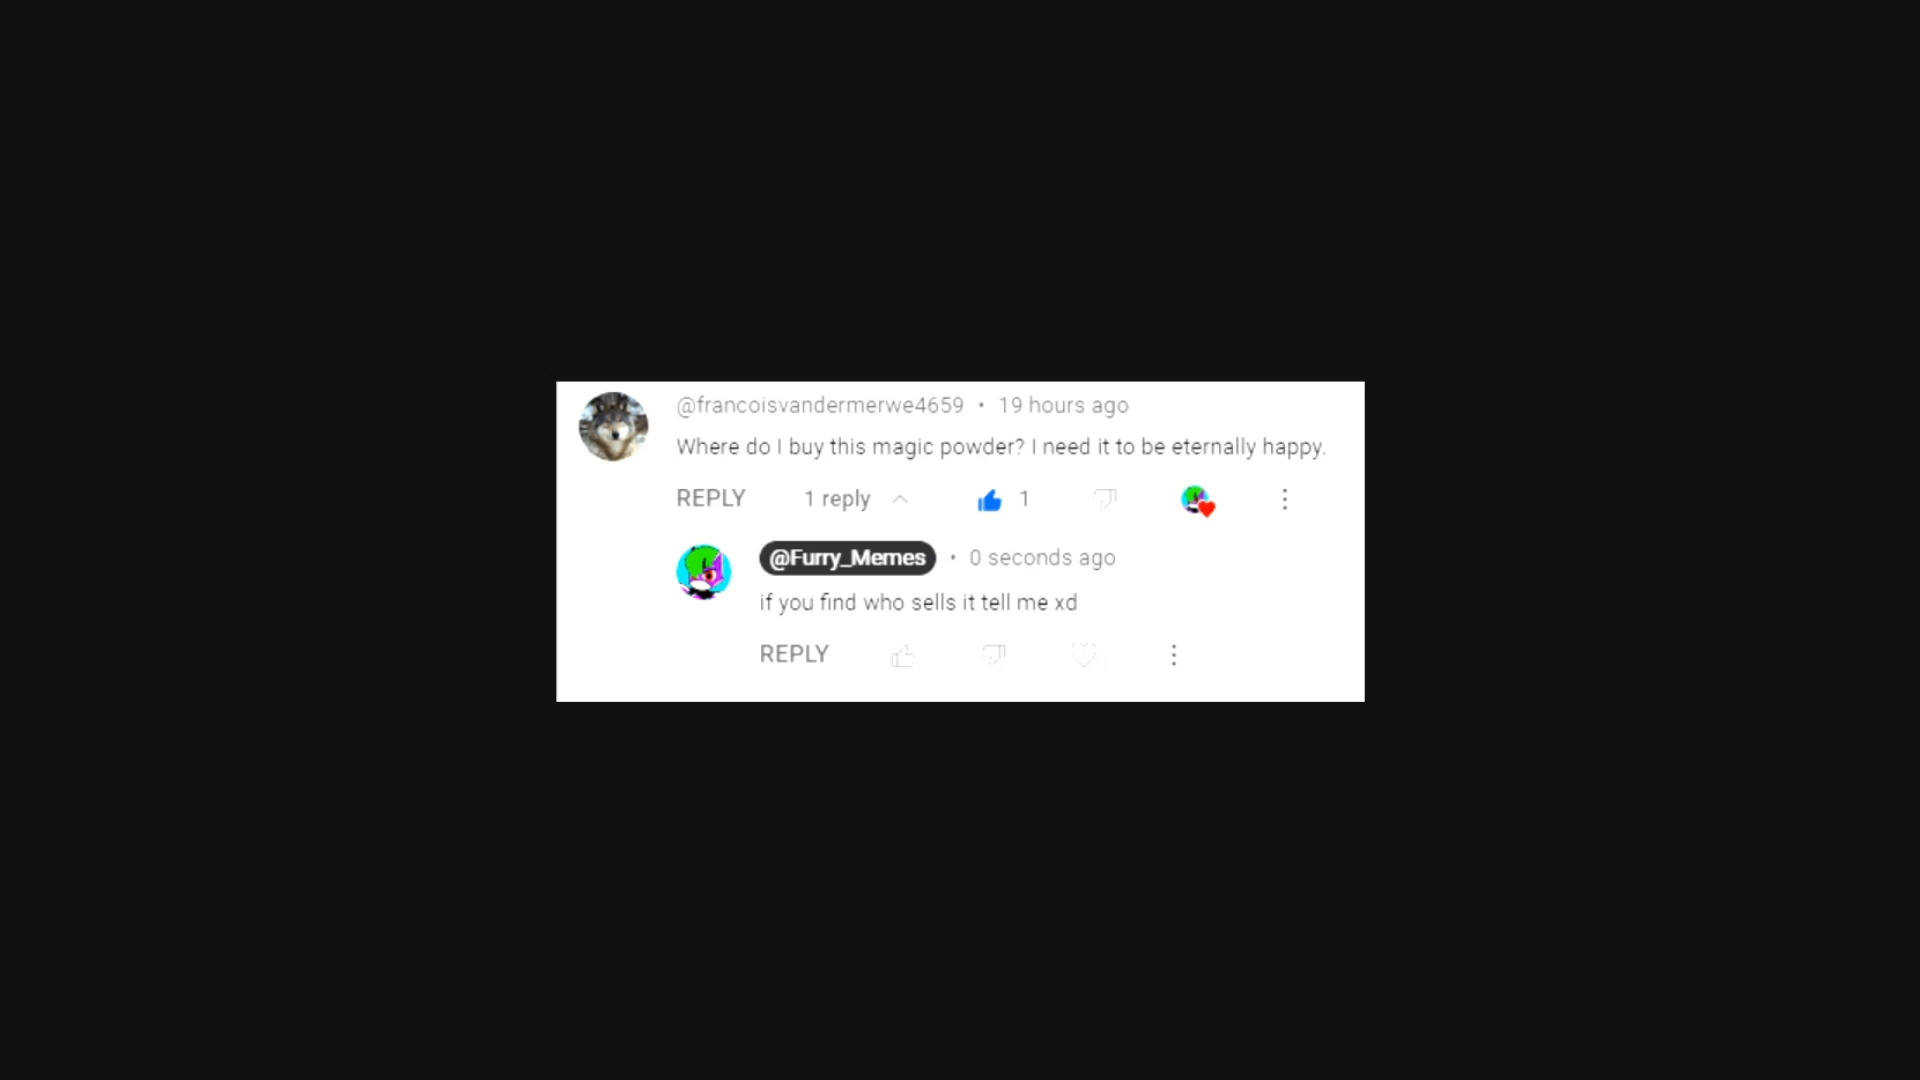 @francoisvandermerwe4659 • 19 hours ago
Where do I buy this magic powder? I need it to be eternally happy.
REPLY 1 reply 1
@Furry_Memes • 0 seconds ago
if you find who sells it tell me xd
REPLY